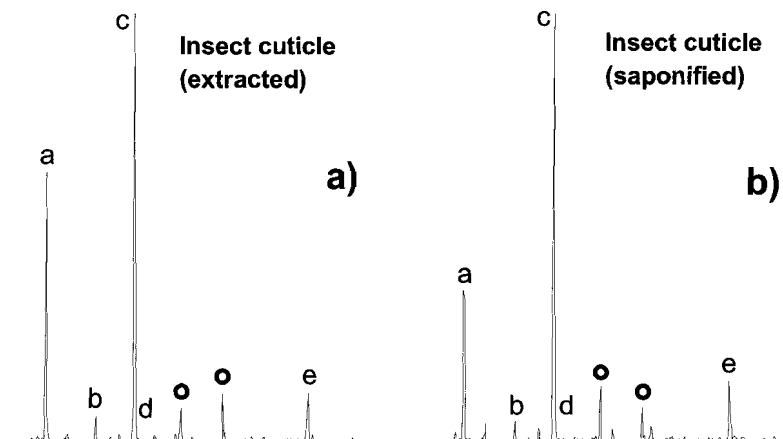 c
Insect cuticle
(extracted)
a
a)
b
d
e
c
Insect cuticle
(saponified)
b)
a
b
d
e